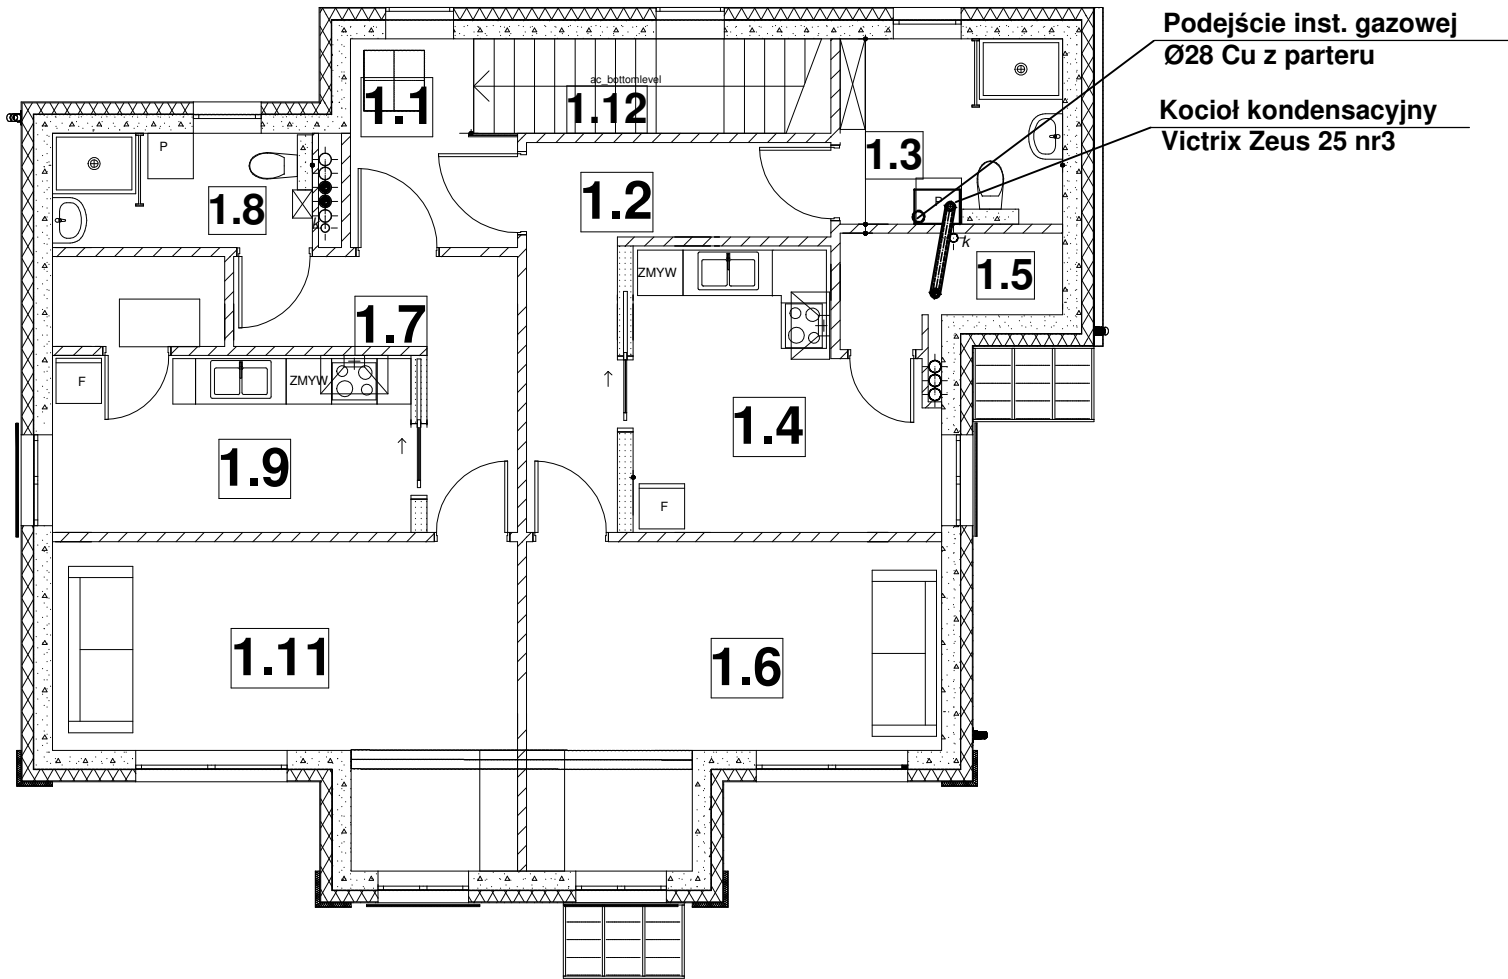 Podejście inst. gazowej
Ø28 Cu z parteru
Kocioł kondensacyjny
Victrix Zeus 25 nr3
ac_bottomlevel
1.1
1.12
P
1.3
1.8
1.2
P
k
ZMYW
1.5
1.7
F
ZMYW
1.4
1.9
F
1.11
1.6